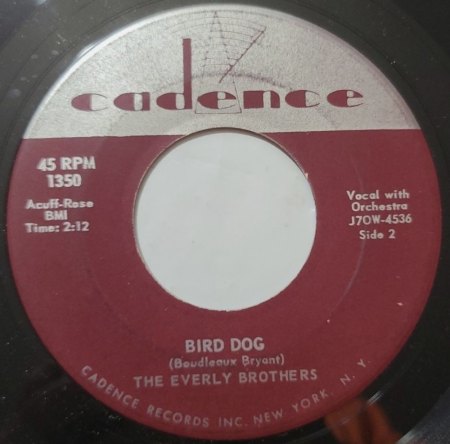 cadence
45 RPM
1350
Acuff-Rose
BMI
Time: 2:12
Vocal with
Orchestra
J7OW-4536
Side 2
BIRD DOG
(Boudleaux Bryant)
THE EVERLY BROTHERS
CADENCE RECORDS INC. NEW YORK, N. Y.